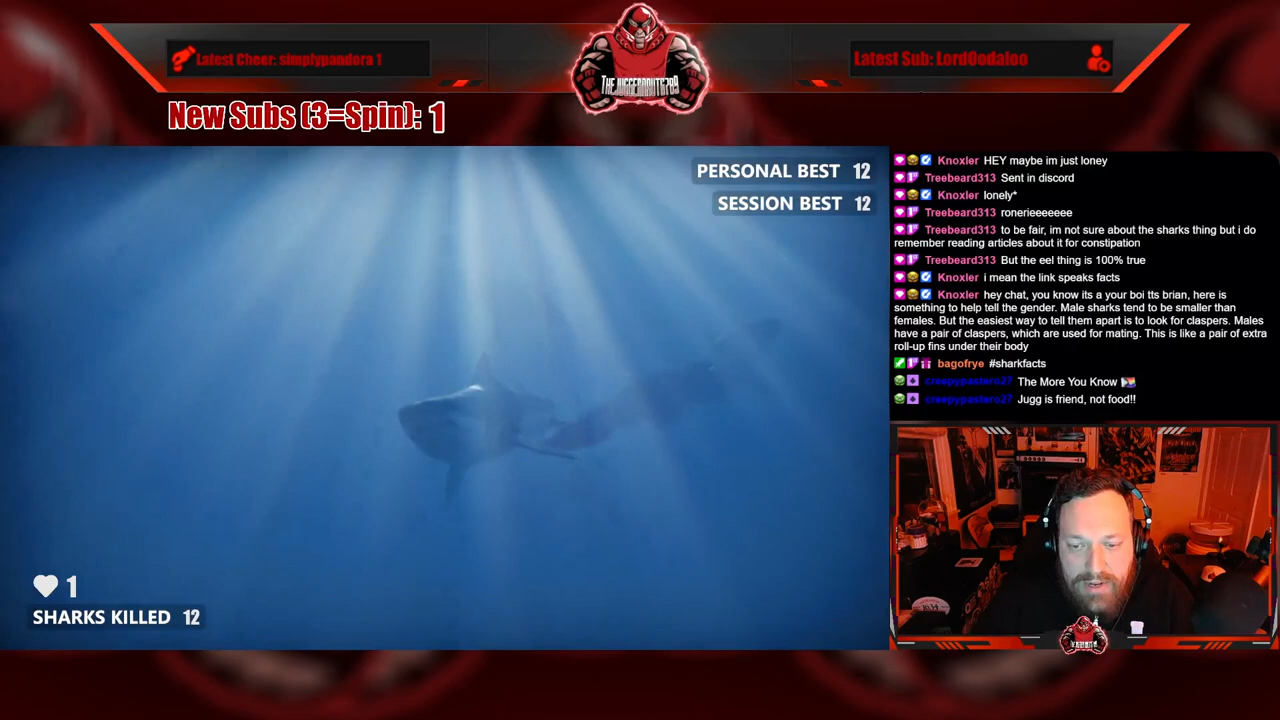 Latest Cheer: simplypandora 1
THEJUGGERNAUT6789
Latest Sub: LordOodaloo
New Subs (3=Spin): 1
PERSONAL BEST 12
SESSION BEST 12
Knoxler HEY maybe im just loney
Treebeard313 Sent in discord
Knoxler lonely*
Treebeard313 ronerieeeeeee
Treebeard313 to be fair, im not sure about the sharks thing but i do
remember reading articles about it for constipation
Treebeard313 But the eel thing is 100% true
Knoxler i mean the link speaks facts
Knoxler hey chat, you know its a your boi tts brian, here is
something to help tell the gender. Male sharks tend to be smaller than
females. But the easiest way to tell them apart is to look for claspers. Males
have a pair of claspers, which are used for mating. This is like a pair of extra
roll-up fins under their body
bagofrye #sharkfacts
creepypastero27 The More You Know
creepypastero27 Jugg is friend, not food!!
1
SHARKS KILLED 12